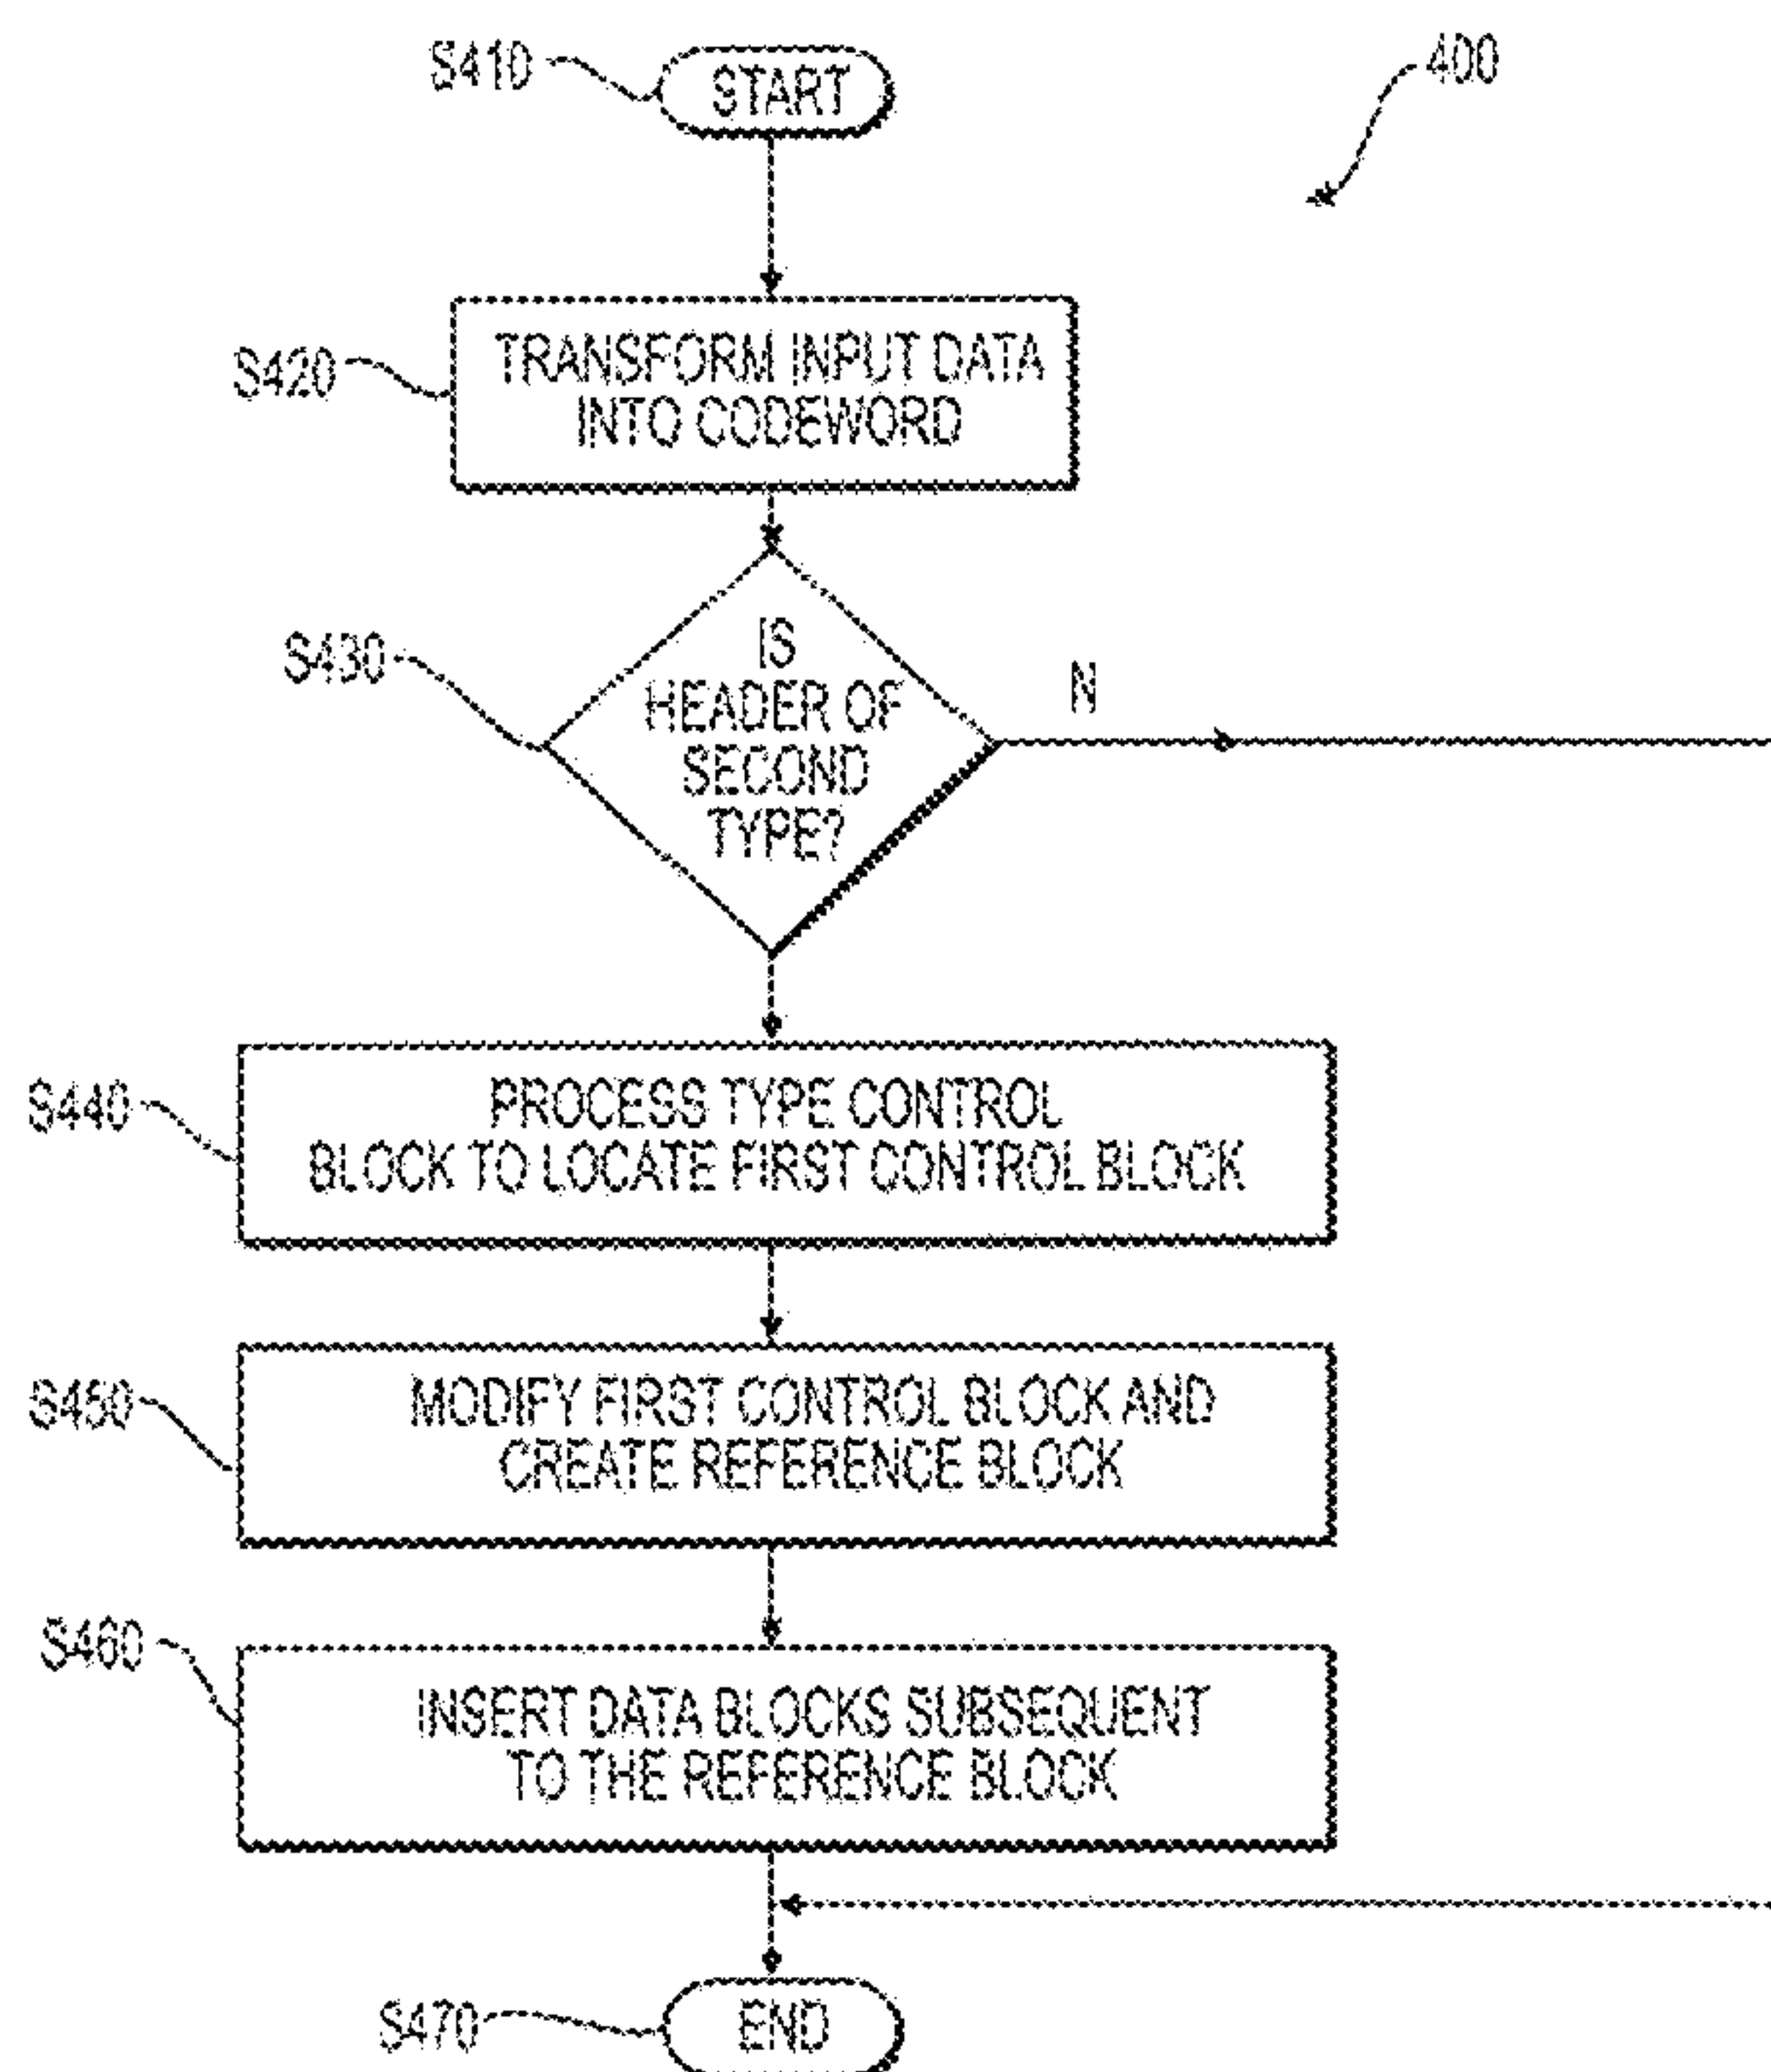 S410
START
400
S420
TRANSFORM INPUT DATA
INTO CODEWORD
S430
IS
HEADER OF
SECOND
TYPE?
N
S440
PROCESS TYPE CONTROL
BLOCK TO LOCATE FIRST CONTROL BLOCK
S450
MODIFY FIRST CONTROL BLOCK AND
CREATE REFERENCE BLOCK
S460
INSERT DATA BLOCKS SUBSEQUENT
TO THE REFERENCE BLOCK
S470
END